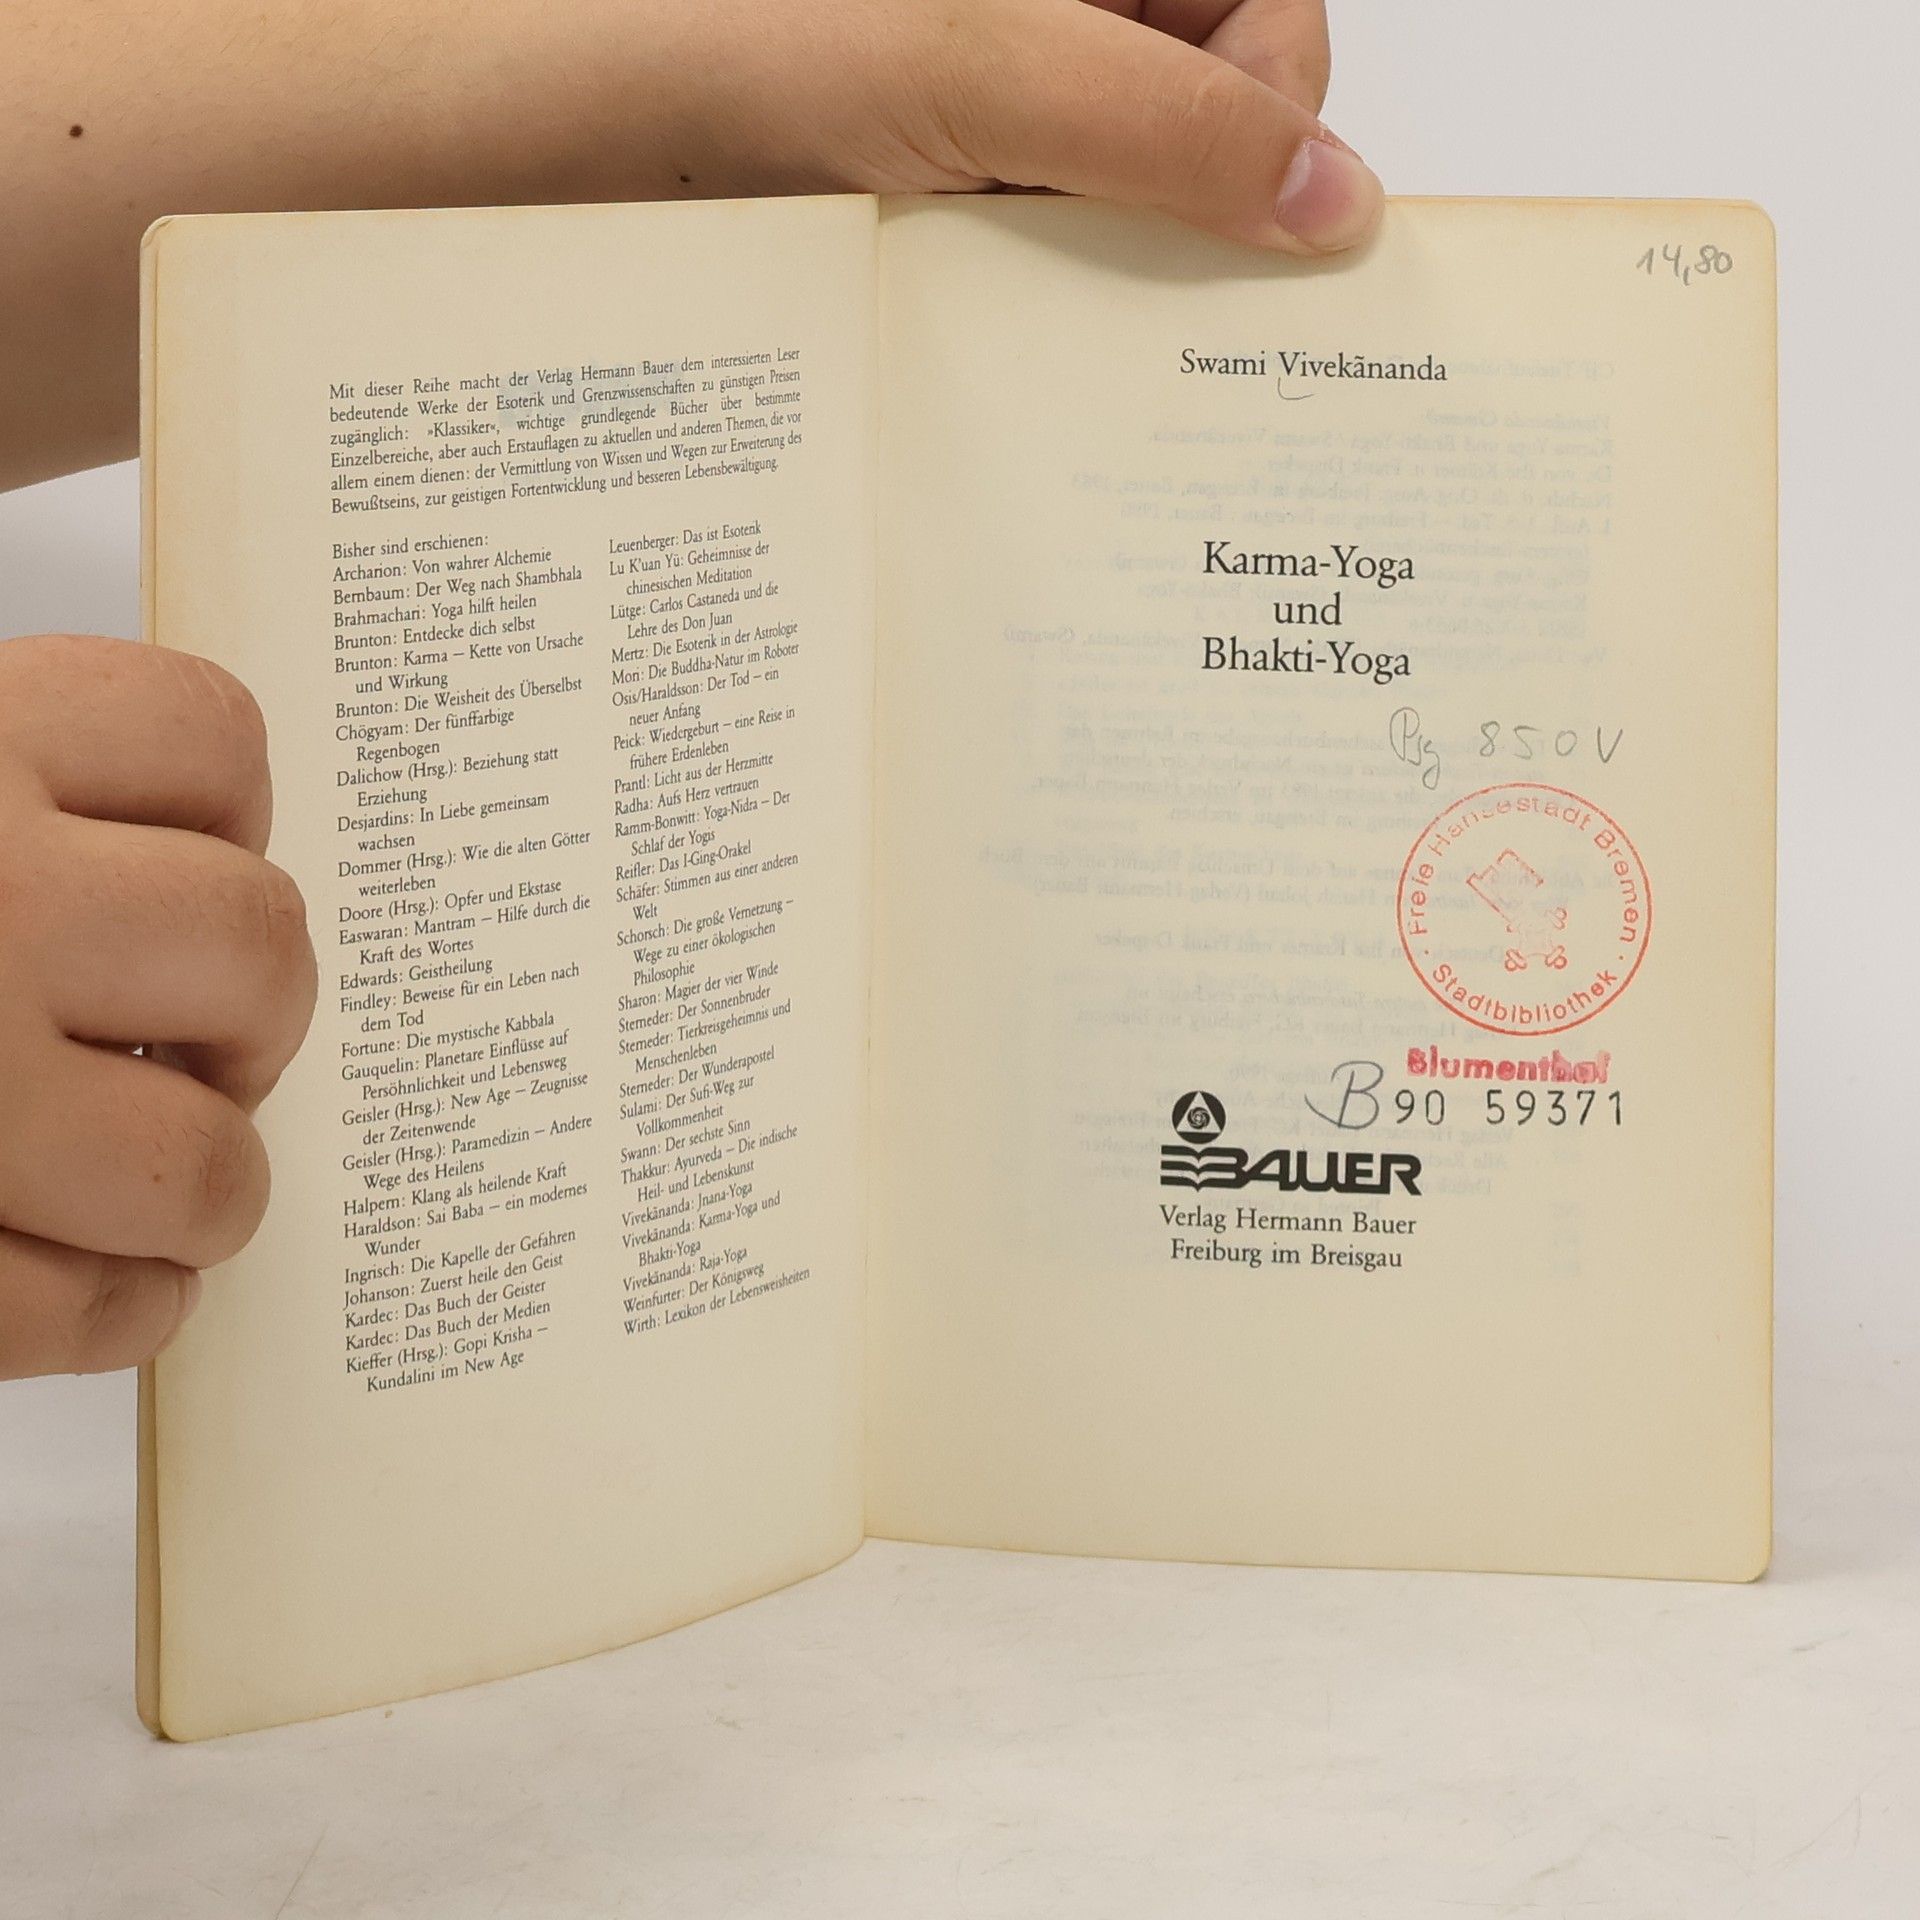 Mit dieser Reihe macht der Verlag Hermann Bauer dem interessierten Leser
bedeutende Werke der Esoterik und Grenzwissenschaften zu günstigen Preisen
zugänglich: »Klassiker«, wichtige grundlegende Bücher über bestimmte
Einzelbereiche, aber auch Erstauflagen zu aktuellen und anderen Themen, die vor
allem einem dienen: der Vermittlung von Wissen und Wegen zur Erweiterung des
Bewußtseins, zur geistigen Fortentwicklung und besseren Lebensbewältigung.
Bisher sind erschienen:
Archarion: Von wahrer Alchemie
Bernbaum: Der Weg nach Shambhala
Brahmachari: Yoga hilft heilen
Brunton: Entdecke dich selbst
Brunton: Karma – Kette von Ursache
und Wirkung
Brunton: Die Weisheit des Überselbst
Chögyam: Der fünffarbige
Regenbogen
Dalichow (Hrsg.): Beziehung statt
Erziehung
Desjardins: In Liebe gemeinsam
wachsen
Dommer (Hrsg.): Wie die alten Götter
weiterleben
Doore (Hrsg.): Opfer und Ekstase
Easwaran: Mantram – Hilfe durch die
Kraft des Wortes
Edwards: Geistheilung
Findley: Beweise für ein Leben nach
dem Tod
Fortune: Die mystische Kabbala
Gauquelin: Planetare Einflüsse auf
Persöhnlichkeit und Lebensweg
Geisler (Hrsg.): New Age – Zeugnisse
der Zeitenwende
Geisler (Hrsg.): Paramedizin – Andere
Wege des Heilens
Halpern: Klang als heilende Kraft
Haraldson: Sai Baba – ein modernes
Wunder
Ingrisch: Die Kapelle der Gefahren
Johanson: Zuerst heile den Geist
Kardec: Das Buch der Geister
Kardec: Das Buch der Medien
Kieffer (Hrsg.): Gopi Krisha –
Kundalini im New Age
Leuenberger: Das ist Esoterik
Lu K'uan Yü: Geheimnisse der
chinesischen Meditation
Lütge: Carlos Castaneda und die
Lehre des Don Juan
Mertz: Die Esoterik in der Astrologie
Mori: Die Buddha-Natur im Roboter
Osis/Haraldsson: Der Tod – ein
neuer Anfang
Peick: Wiedergeburt – eine Reise in
frühere Erdenleben
Prantl: Licht aus der Herzmitte
Radha: Aufs Herz vertrauen
Ramm-Bonwitt: Yoga-Nidra – Der
Schlaf der Yogis
Reifler: Das I-Ging-Orakel
Schäfer: Stimmen aus einer anderen
Welt
Schorsch: Die große Vernetzung –
Wege zu einer ökologischen
Philosophie
Sharon: Magier der vier Winde
Sterneder: Der Sonnenbruder
Sterneder: Tierkreisgeheimnis und
Menschenleben
Sterneder: Der Wunderapostel
Sulami: Der Sufi-Weg zur
Vollkommenheit
Swann: Der sechste Sinn
Thakkur: Ayurveda – Die indische
Heil- und Lebenskunst
Vivekãnanda: Jnana-Yoga
Vivekãnanda: Karma-Yoga und
Bhakti-Yoga
Vivekãnanda: Raja-Yoga
Weinfurter: Der Königsweg
Wirth: Lexikon der Lebensweisheiten
14,80
Swami Vivekãnanda
Karma-Yoga
und
Bhakti-Yoga
850 V
Freie Hansestadt Bremen
· Stadtbibliothek ·
Blumenthal
B 90 59371
BAUER
Verlag Hermann Bauer
Freiburg im Breisgau